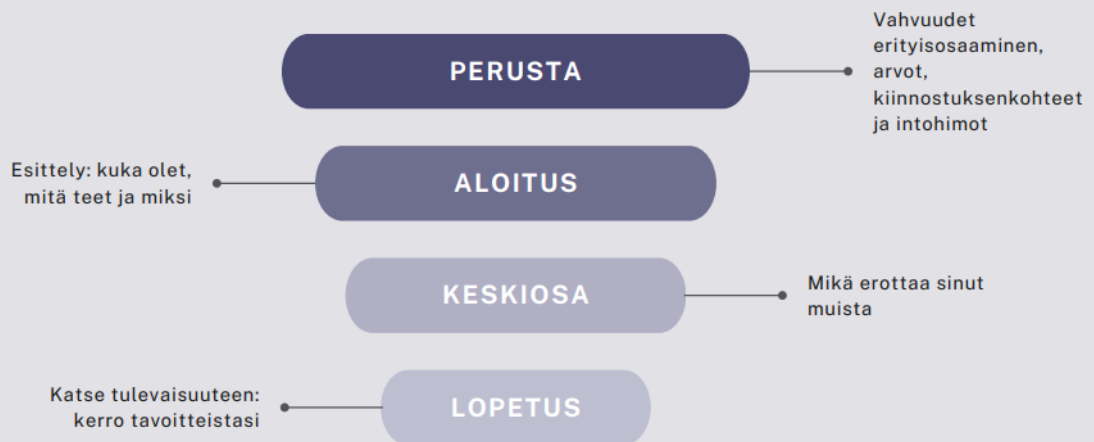 PERUSTA
Vahvuudet
erityisosaaminen,
arvot,
kiinnostuksenkohteet
ja intohimot
Esittely: kuka olet,
mitä teet ja miksi
ALOITUS
KESKIOSA
Mikä erottaa sinut
muista
Katse tulevaisuuteen:
kerro tavoitteistasi
LOPETUS